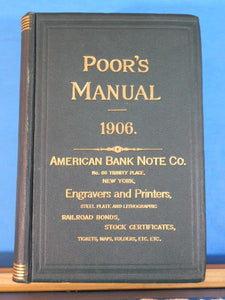 POOR'S
MANUAL
1906.
AMERICAN BANK NOTE CO.
NO. 86 TRINITY PLACE,
NEW YORK,
Engravers and Printers,
STEEL PLATE AND LITHOGRAPHIC
RAILROAD BONDS,
STOCK CERTIFICATES,
TICKETS, MAPS, FOLDERS, ETC. ETC.